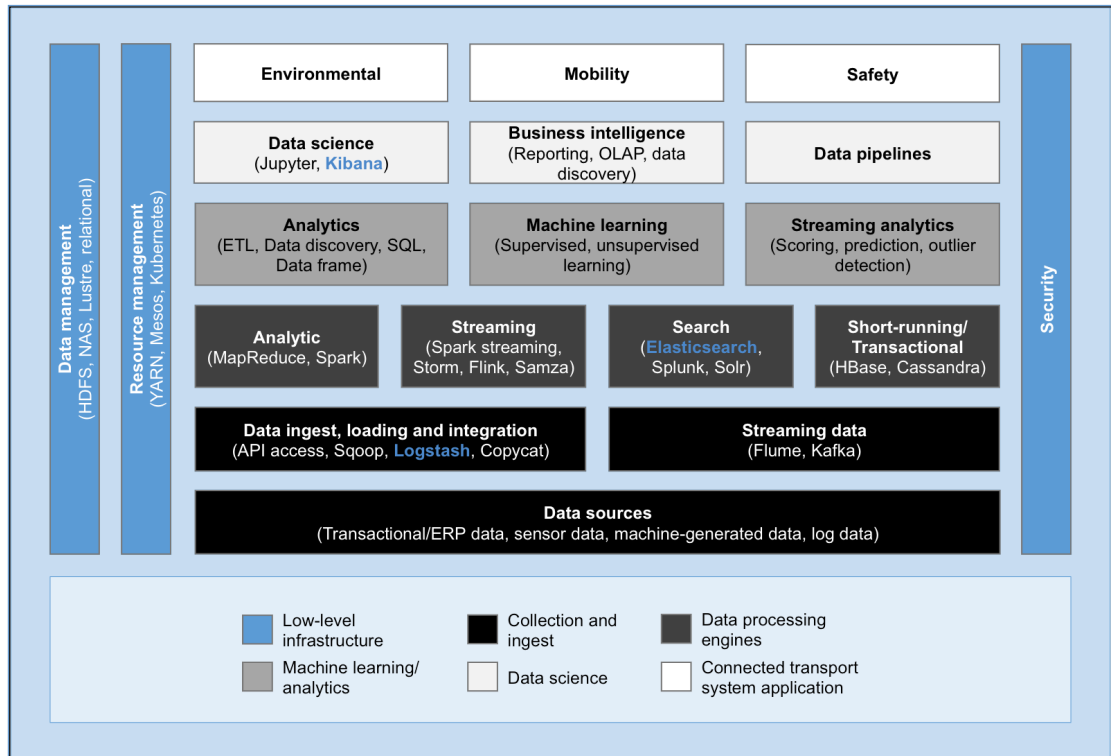 Data management
(HDFS, NAS, Lustre, relational)
Resource management
(YARN, Mesos, Kubernetes)
Environmental
Mobility
Safety
Data science
(Jupyter, Kibana)
Business intelligence
(Reporting, OLAP, data
discovery)
Data pipelines
Analytics
(ETL, Data discovery, SQL,
Data frame)
Machine learning
(Supervised, unsupervised
learning)
Streaming analytics
(Scoring, prediction, outlier
detection)
Analytic
(MapReduce, Spark)
Streaming
(Spark streaming,
Storm, Flink, Samza)
Search
(Elasticsearch,
Splunk, Solr)
Short-running/
Transactional
(HBase, Cassandra)
Data ingest, loading and integration
(API access, Sqoop, Logstash, Copycat)
Streaming data
(Flume, Kafka)
Data sources
(Transactional/ERP data, sensor data, machine-generated data, log data)
Security
Low-level
infrastructure
Collection and
ingest
Data processing
engines
Machine learning/
analytics
Data science
Connected transport
system application